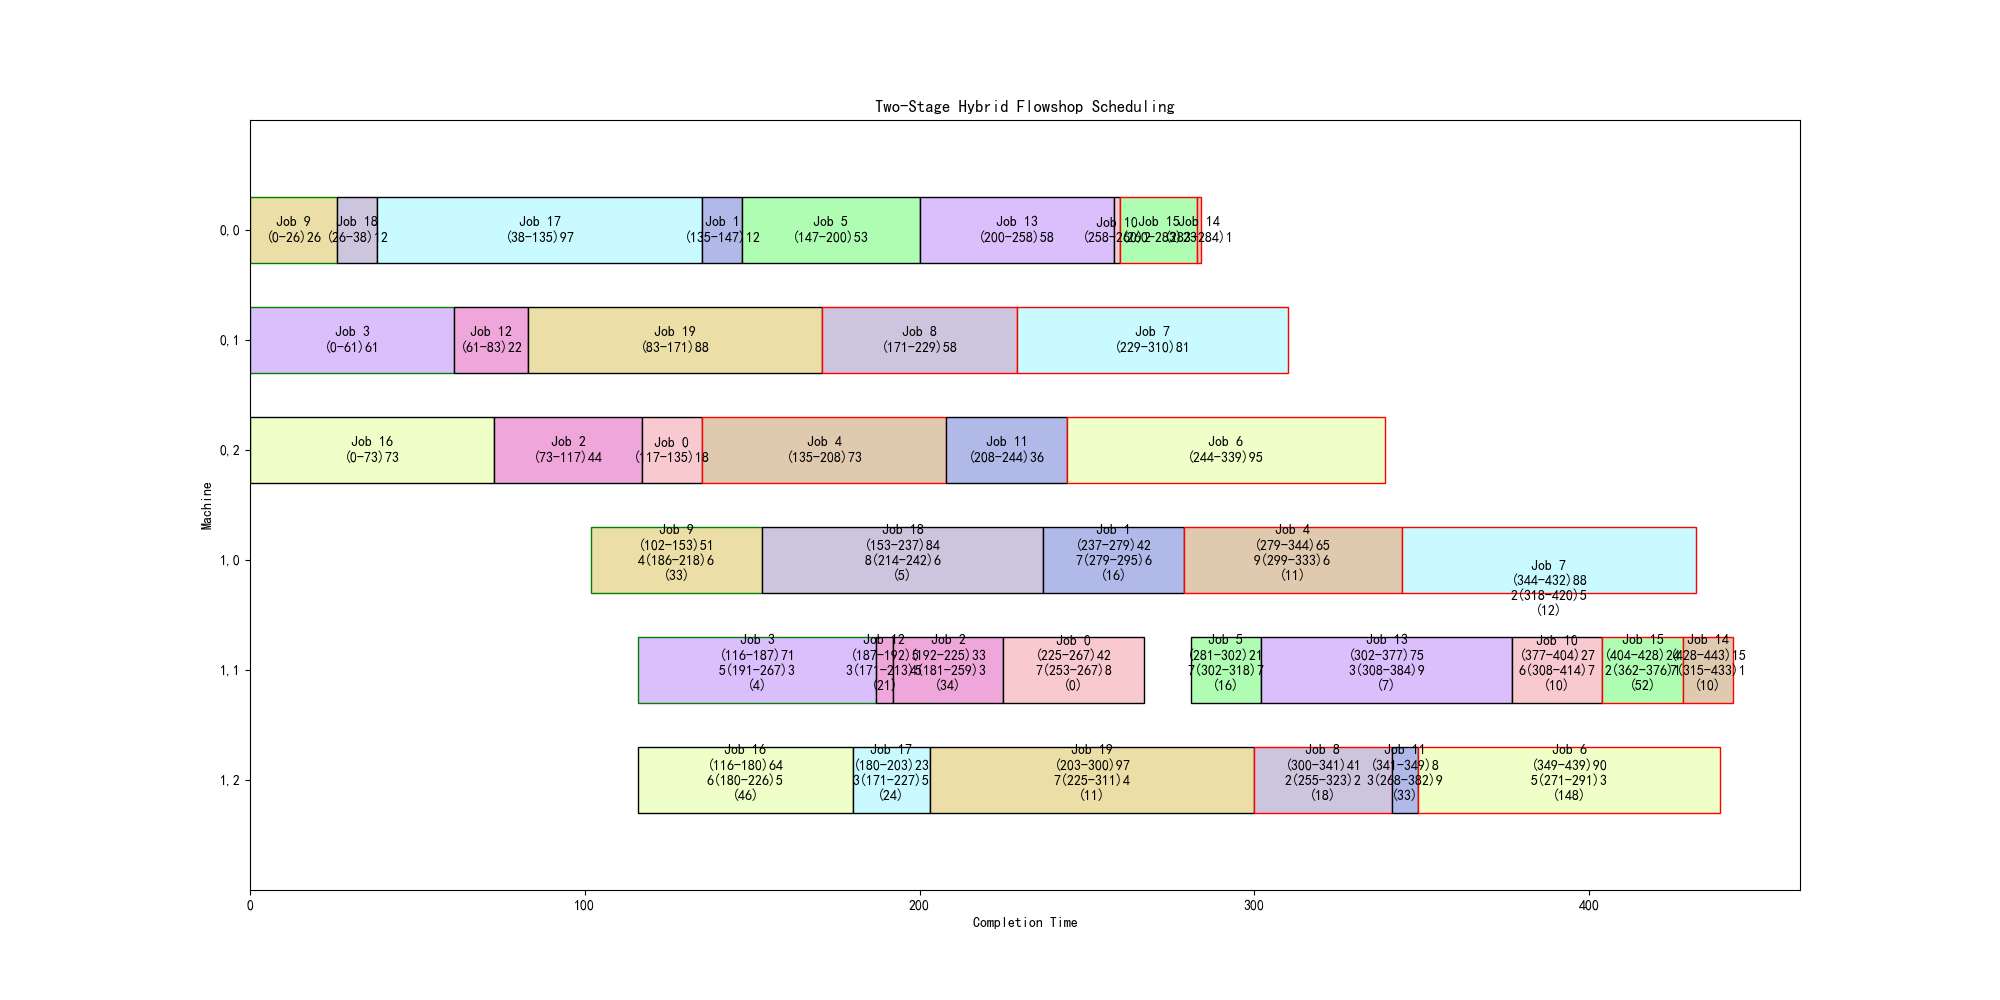 Two-Stage Hybrid Flowshop Scheduling
Machine
0,0
Job 9
(0-26)26
Job 18
(26-38)12
Job 17
(38-135)97
Job 1
(135-147)12
Job 5
(147-200)53
Job 13
(200-258)58
Job 10
(258-260)2
Job 15
(260-283)23
Job 14
(283-284)1
0,1
Job 3
(0-61)61
Job 12
(61-83)22
Job 19
(83-171)88
Job 8
(171-229)58
Job 7
(229-310)81
0,2
Job 16
(0-73)73
Job 2
(73-117)44
Job 0
(117-135)18
Job 4
(135-208)73
Job 11
(208-244)36
Job 6
(244-339)95
1,0
Job 9
(102-153)51
4(186-218)6
(33)
Job 18
(153-237)84
8(214-242)6
(5)
Job 1
(237-279)42
7(279-295)6
(16)
Job 4
(279-344)65
9(299-333)6
(11)
Job 7
(344-432)88
2(318-420)5
(12)
1,1
Job 3
(116-187)71
5(191-267)3
(4)
Job 12
(187-192)5
3(171-213)4
(21)
Job 2
(192-225)33
(181-259)3
(34)
Job 0
(225-267)42
7(253-267)8
(0)
Job 5
(281-302)21
7(302-318)7
(16)
Job 13
(302-377)75
3(308-384)9
(7)
Job 10
(377-404)27
6(308-414)7
(10)
Job 15
(404-428)24
2(362-376)
(52)
Job 14
(428-443)15
(315-433)1
(10)
1,2
Job 16
(116-180)64
6(180-226)5
(46)
Job 17
(180-203)23
3(171-227)5
(24)
Job 19
(203-300)97
7(225-311)4
(11)
Job 8
(300-341)41
2(255-323)2
(18)
Job 11
(341-349)8
3(268-382)9
(33)
Job 6
(349-439)90
5(271-291)3
(148)
0
100
200
300
400
Completion Time